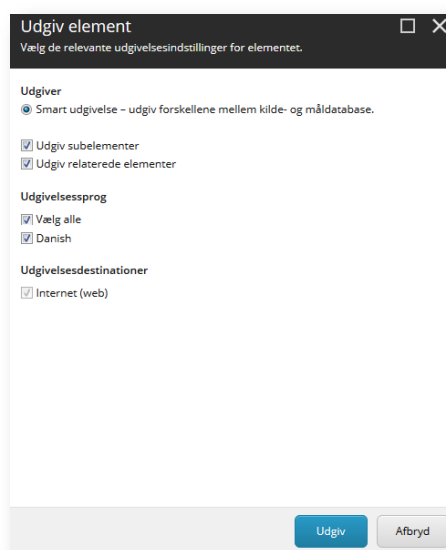 Udgiv element
Vælg de relevante udgivelsesindstillinger for elementet.
Udgiver
Smart udgivelse – udgiv forskellene mellem kilde- og måldatabase.
Udgiv subelementer
Udgiv relaterede elementer
Udgivelsessprog
Vælg alle
Danish
Udgivelsesdestinationer
Internet (web)
Udgiv
Afbryd